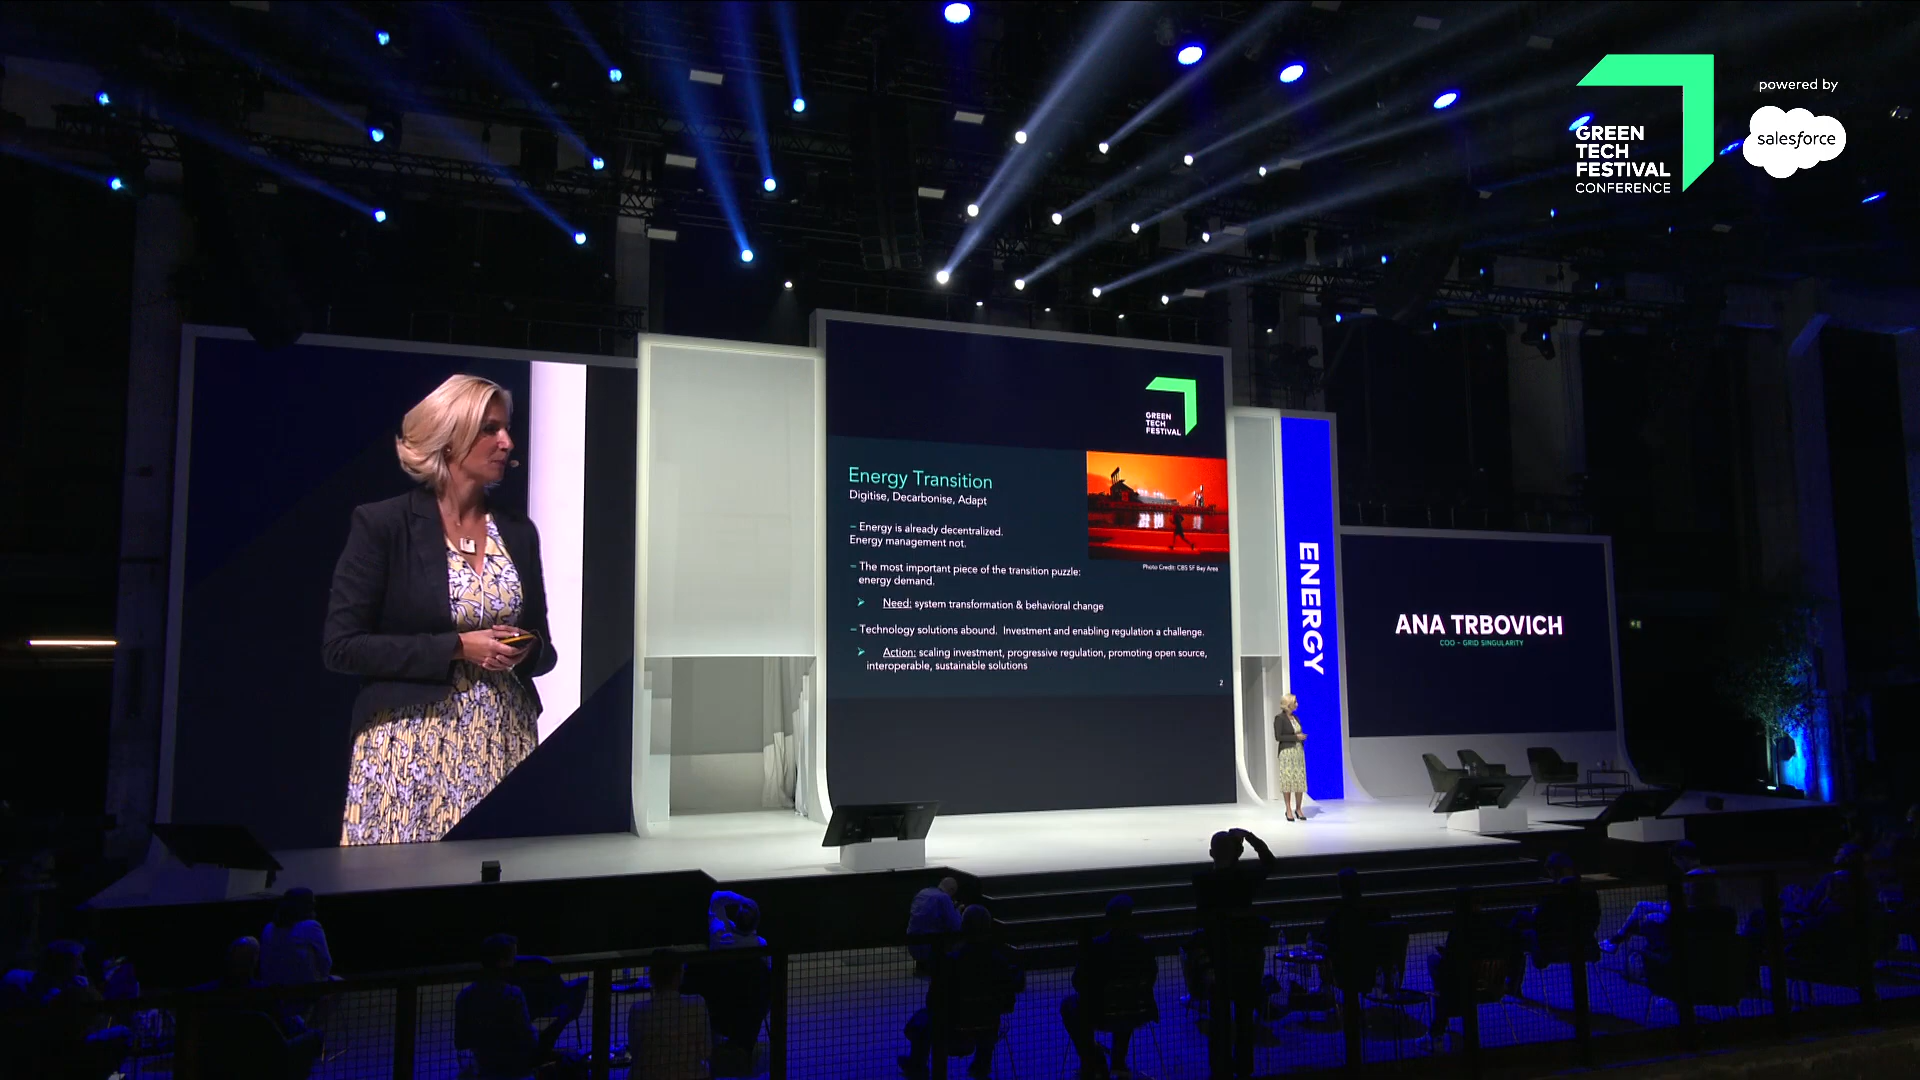 GREEN
TECH
FESTIVAL
CONFERENCE
powered by
salesforce
GREEN
TECH
FESTIVAL
Energy Transition
Digitise, Decarbonise, Adapt
– Energy is already decentralized.
Energy management not.
– The most important piece of the transition puzzle:
energy demand.
➢ Need: system transformation & behavioral change
– Technology solutions abound. Investment and enabling regulation a challenge.
➢ Action: scaling investment, progressive regulation, promoting open source,
interoperable, sustainable solutions
Photo Credit: CBS SF Bay Area
2
ENERGY
ANA TRBOVICH
COO - GRID SINGULARITY